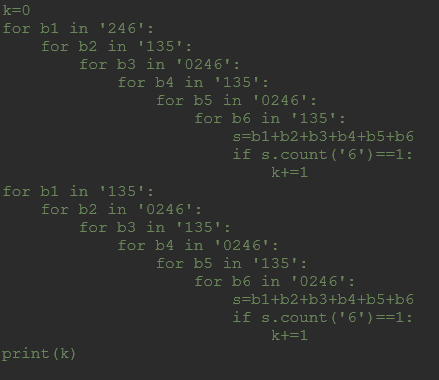 k=0
for b1 in '246':
    for b2 in '135':
        for b3 in '0246':
            for b4 in '135':
                for b5 in '0246':
                    for b6 in '135':
                        s=b1+b2+b3+b4+b5+b6
                        if s.count('6')==1:
                            k+=1
for b1 in '135':
    for b2 in '0246':
        for b3 in '135':
            for b4 in '0246':
                for b5 in '135':
                    for b6 in '0246':
                        s=b1+b2+b3+b4+b5+b6
                        if s.count('6')==1:
                            k+=1
print(k)